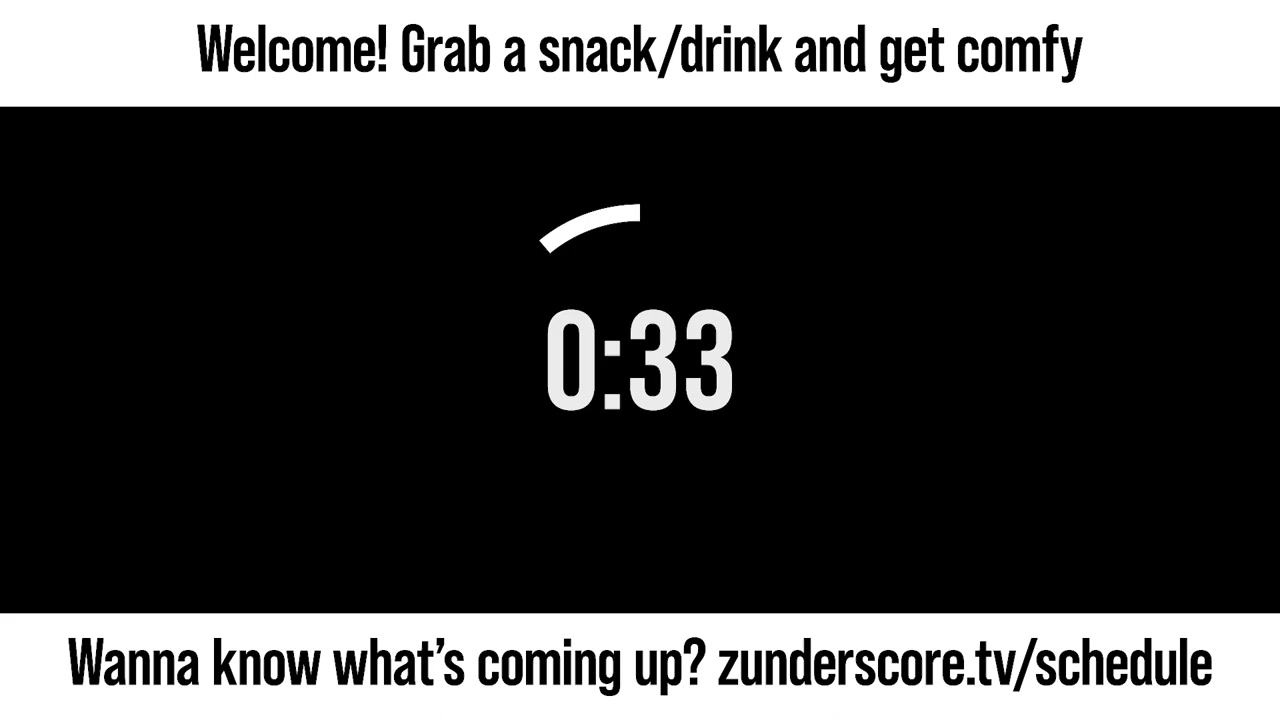 Welcome! Grab a snack/drink and get comfy
0:33
Wanna know what’s coming up? zunderscore.tv/schedule